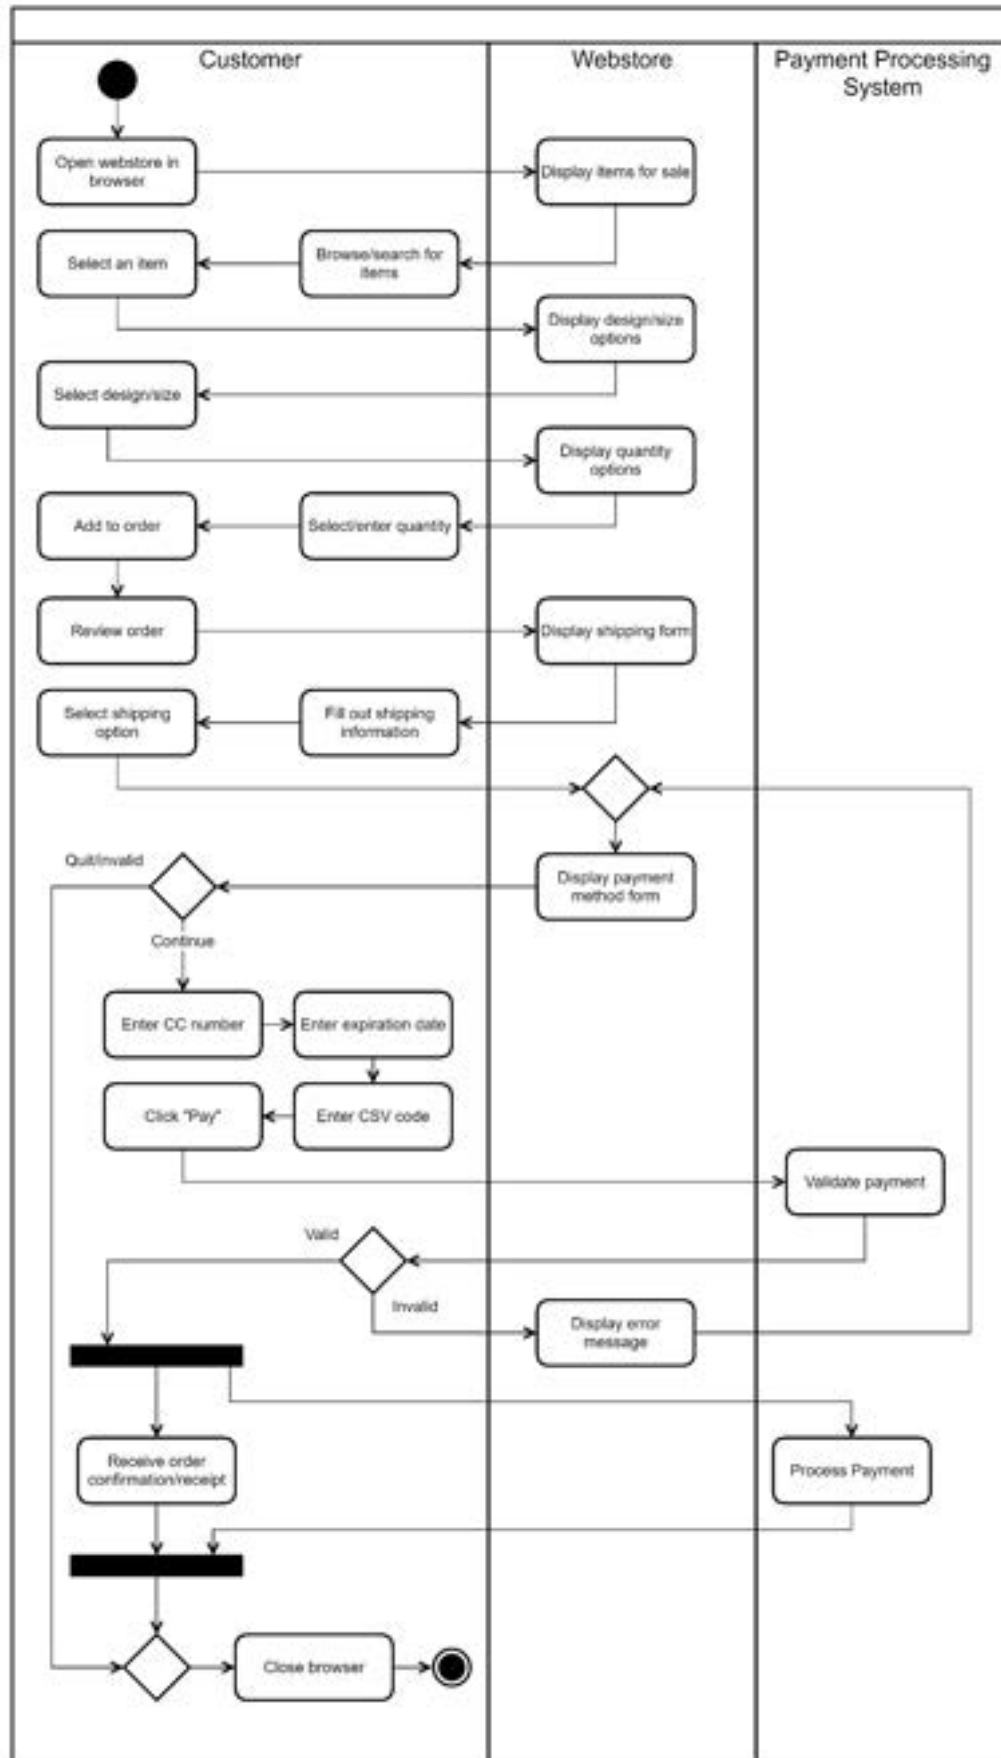 Customer
Webstore
Payment Processing
System
Open webstore in
browser
Display items for sale
Select an item
Browse/search for
items
Display design/size
options
Select design/size
Display quantity
options
Add to order
Select/enter quantity
Review order
Display shipping form
Select shipping
option
Fill out shipping
information
Quit/Invalid
Display payment
method form
Continue
Enter CC number
Enter expiration date
Click "Pay"
Enter CSV code
Validate payment
Valid
Invalid
Display error
message
Receive order
confirmation/receipt
Process Payment
Close browser